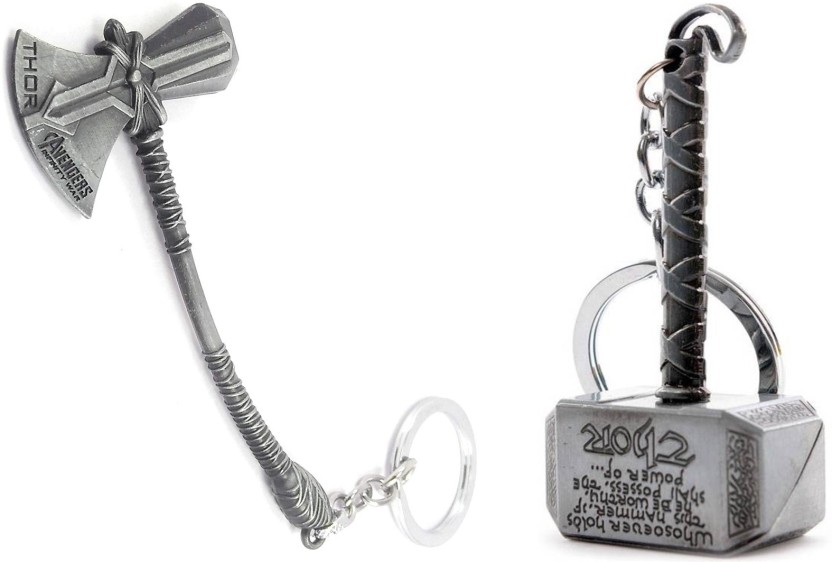 THOR
AVENGERS
INFINITY WAR
Whosoever holds
this hammer, if
he be worthy,
shall possess, the
power of...
Thor